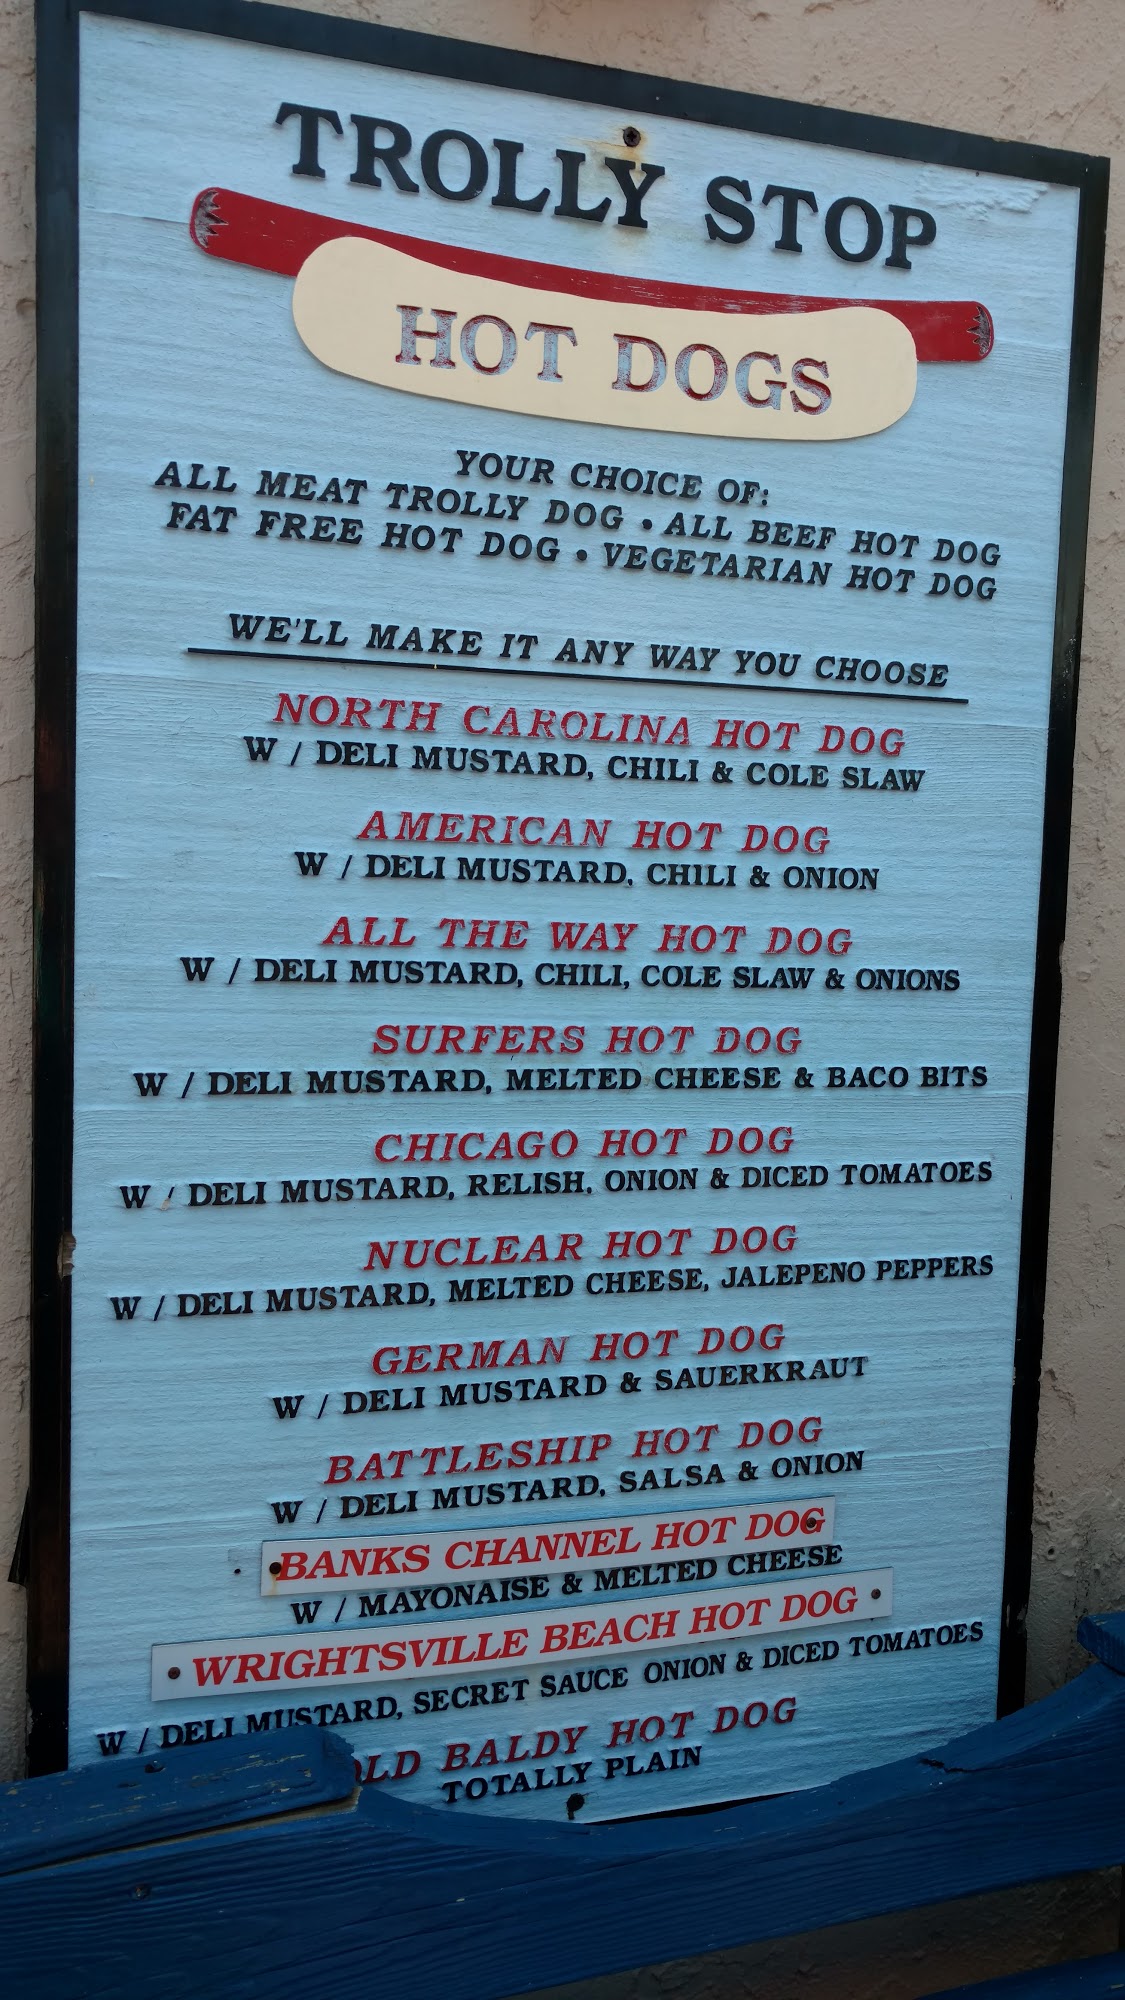 TROLLY STOP
HOT DOGS
YOUR CHOICE OF:
ALL MEAT TROLLY DOG • ALL BEEF HOT DOG
FAT FREE HOT DOG • VEGETARIAN HOT DOG
WE'LL MAKE IT ANY WAY YOU CHOOSE
NORTH CAROLINA HOT DOG
W / DELI MUSTARD, CHILI & COLE SLAW
AMERICAN HOT DOG
W / DELI MUSTARD, CHILI & ONION
ALL THE WAY HOT DOG
W / DELI MUSTARD, CHILI, COLE SLAW & ONIONS
SURFERS HOT DOG
W / DELI MUSTARD, MELTED CHEESE & BACO BITS
CHICAGO HOT DOG
W / DELI MUSTARD, RELISH, ONION & DICED TOMATOES
NUCLEAR HOT DOG
W / DELI MUSTARD, MELTED CHEESE, JALEPENO PEPPERS
GERMAN HOT DOG
W / DELI MUSTARD & SAUERKRAUT
BATTLESHIP HOT DOG
W / DELI MUSTARD, SALSA & ONION
BANKS CHANNEL HOT DOG
W / MAYONAISE & MELTED CHEESE
WRIGHTSVILLE BEACH HOT DOG
W / DELI MUSTARD, SECRET SAUCE ONION & DICED TOMATOES
OLD BALDY HOT DOG
TOTALLY PLAIN